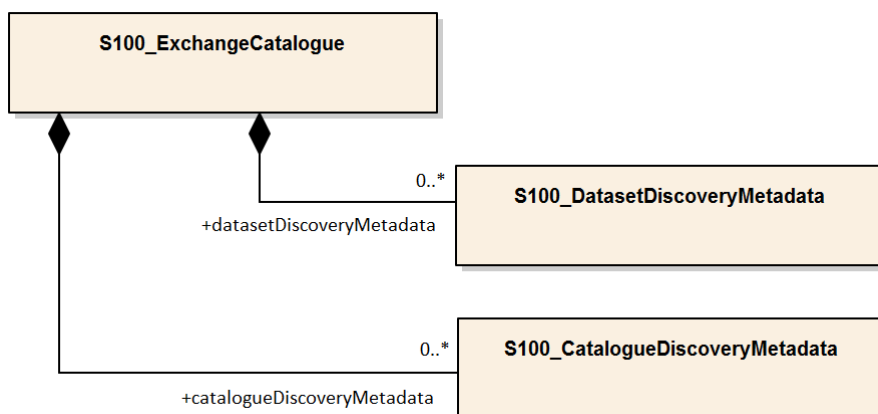 S100_ExchangeCatalogue
0..*
S100_DatasetDiscoveryMetadata
+datasetDiscoveryMetadata
0..*
S100_CatalogueDiscoveryMetadata
+catalogueDiscoveryMetadata